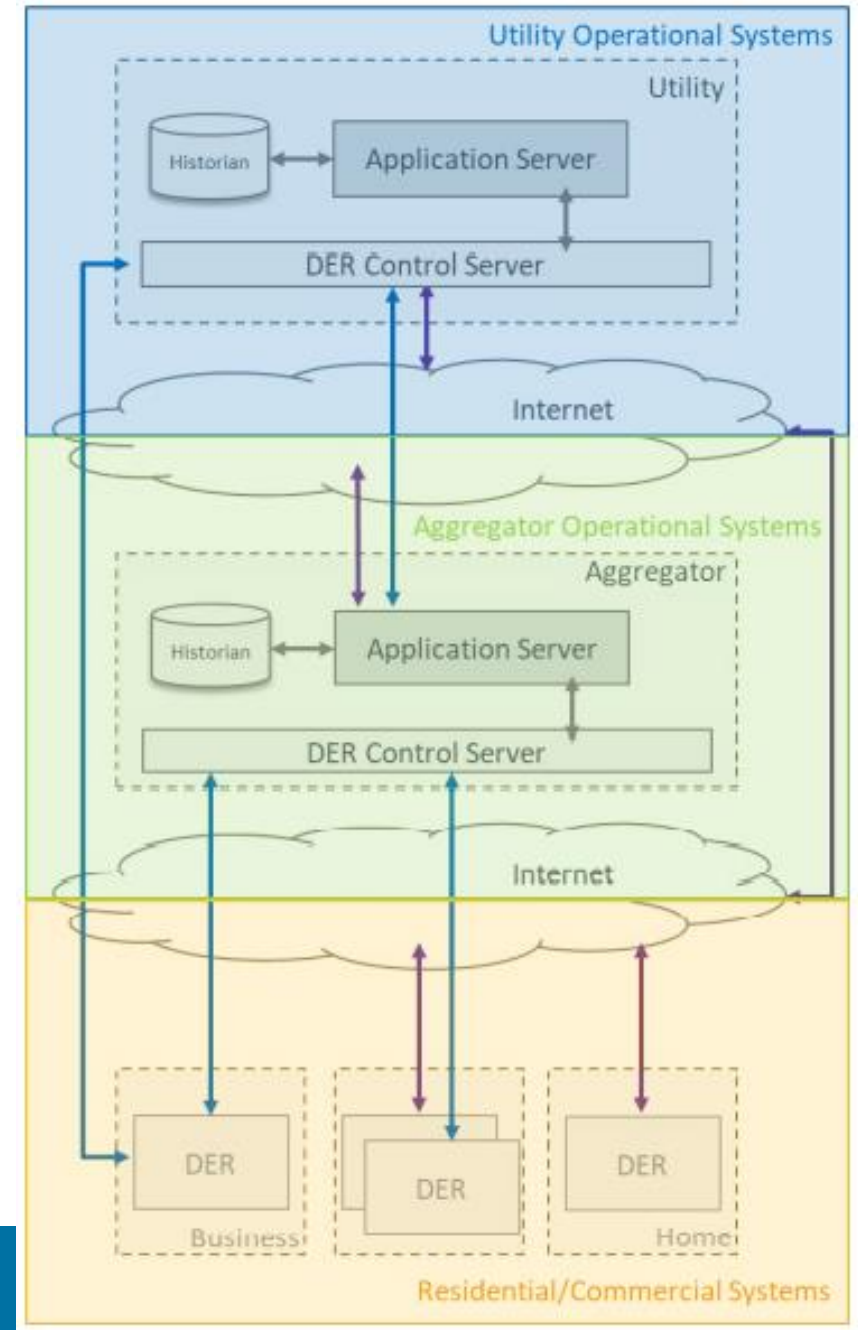 Utility Operational Systems
Utility
Historian
Application Server
DER Control Server
Internet
Aggregator Operational Systems
Aggregator
Historian
Application Server
DER Control Server
Internet
DER
DER
DER
Business
Home
Residential/Commercial Systems